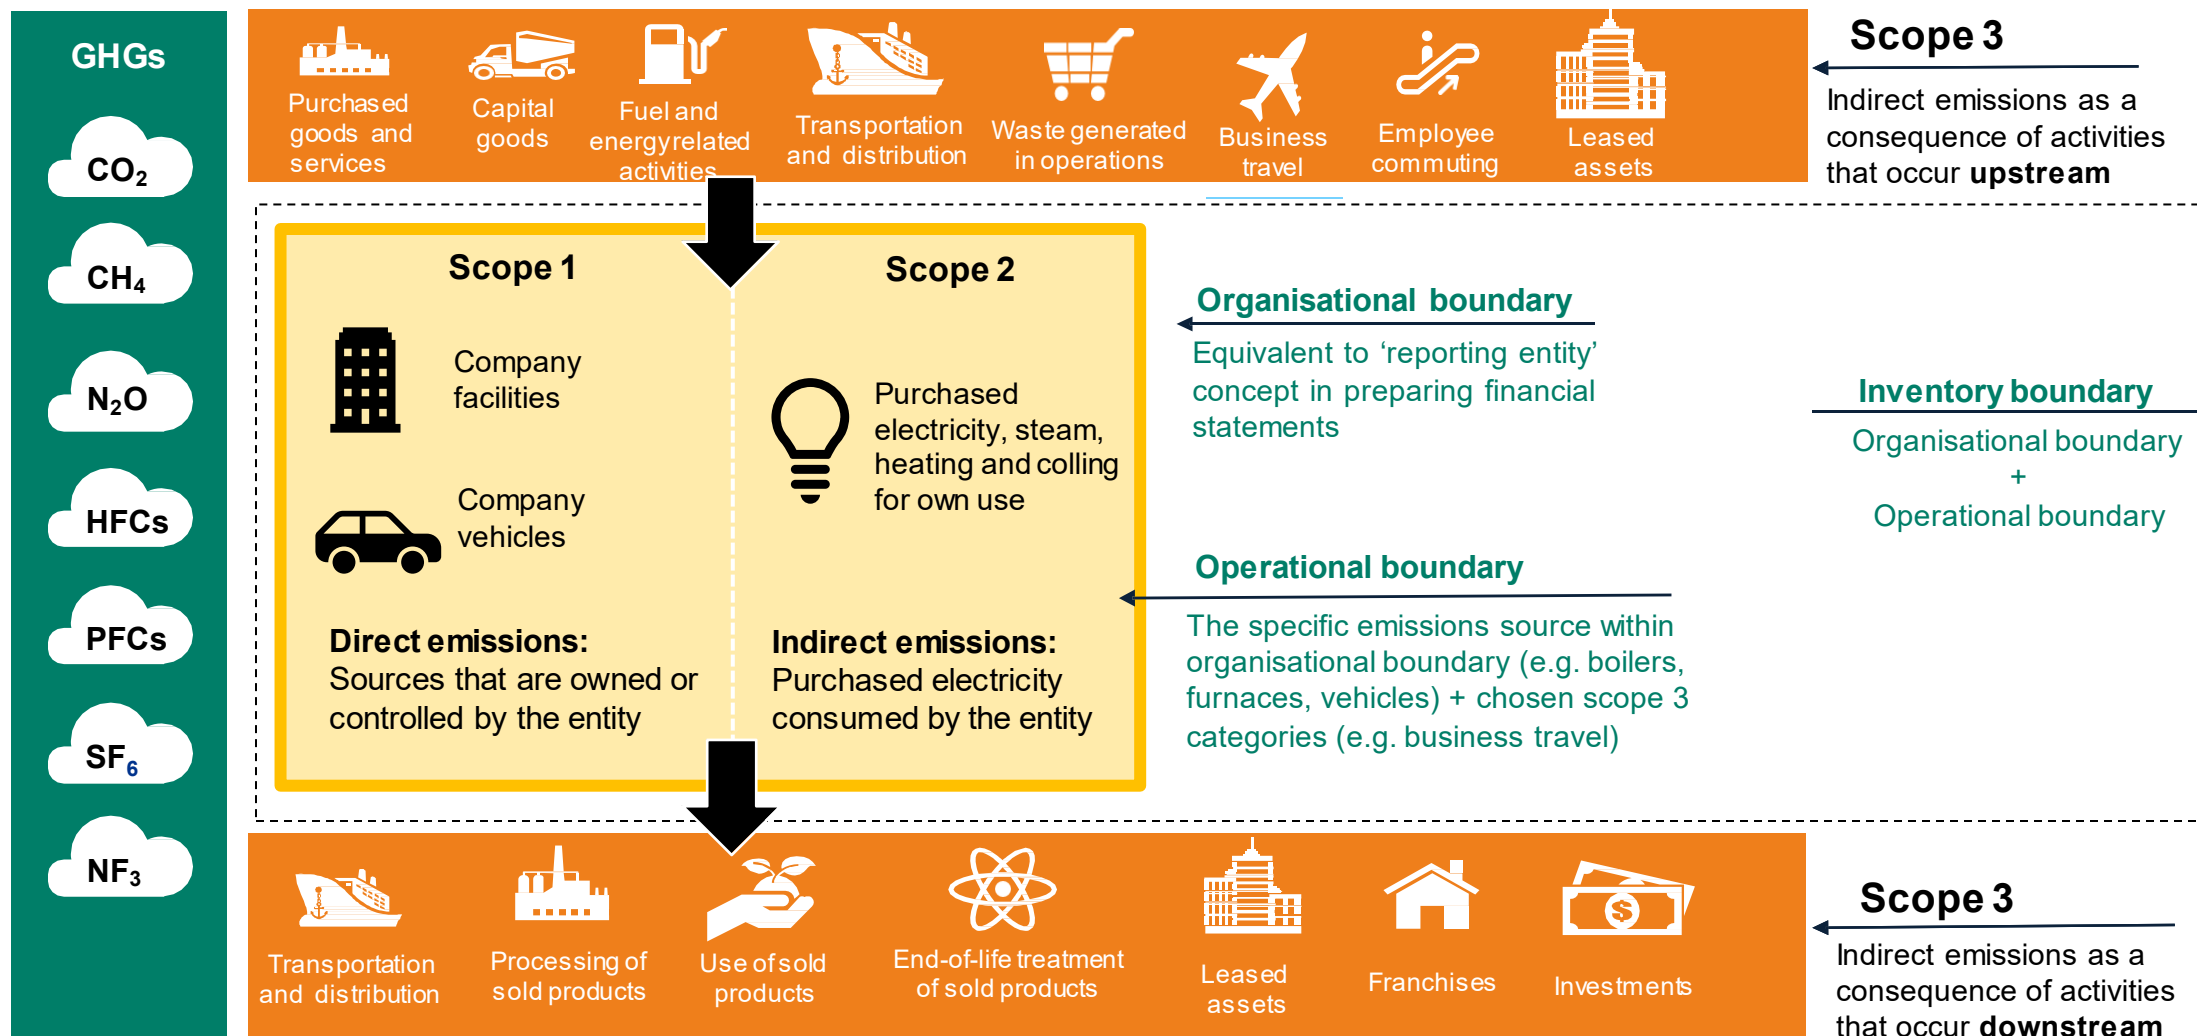 GHGs
CO₂
CH₄
N₂O
HFCs
PFCs
SF₆
NF₃
Purchased
goods and
services
Capital
goods
Fuel and
energyrelated
activities
Transportation
and distribution
Waste generated
in operations
Business
travel
Employee
commuting
Leased
assets
Scope 3
Indirect emissions as a
consequence of activities
that occur upstream
Scope 1
Company
facilities
Company
vehicles
Direct emissions:
Sources that are owned or
controlled by the entity
Scope 2
Purchased
electricity, steam,
heating and colling
for own use
Indirect emissions:
Purchased electricity
consumed by the entity
Organisational boundary
Equivalent to ‘reporting entity’
concept in preparing financial
statements
Operational boundary
The specific emissions source within
organisational boundary (e.g. boilers,
furnaces, vehicles) + chosen scope 3
categories (e.g. business travel)
Inventory boundary
Organisational boundary
+
Operational boundary
Transportation
and distribution
Processing of
sold products
Use of sold
products
End-of-life treatment
of sold products
Leased
assets
Franchises
$
Investments
Scope 3
Indirect emissions as a
consequence of activities
that occur downstream